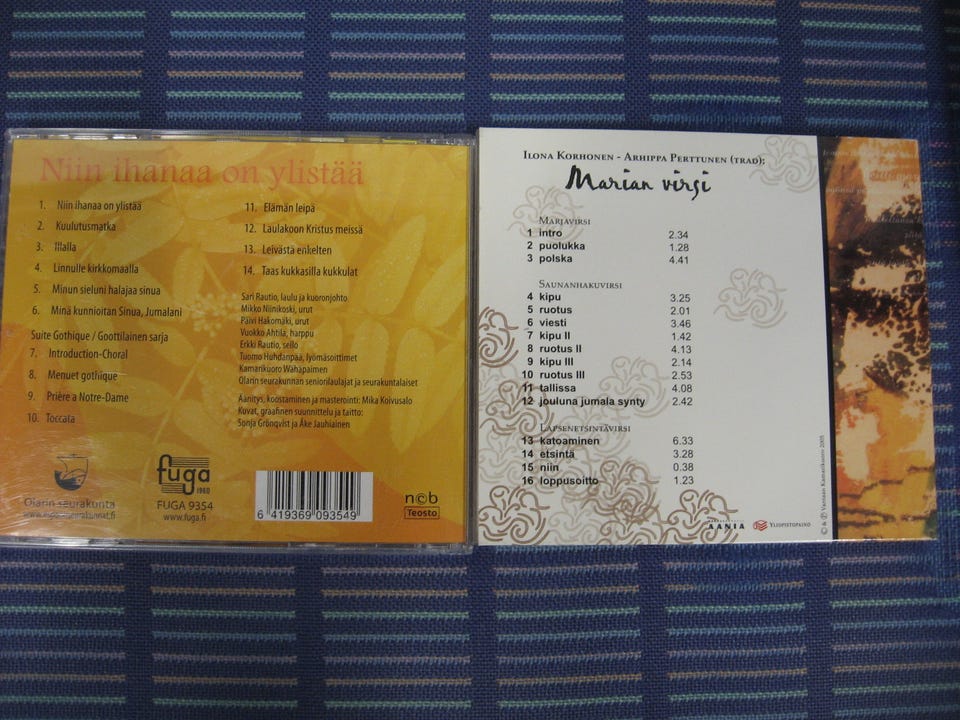 Niin ihanaa on ylistää
1. Niin ihanaa on ylistää
2. Kuulutusmatka
3. Illalla
4. Linnulle kirkkomaalla
5. Minun sieluni halajaa sinua
6. Minä kunnioitan Sinua, Jumalani
Suite Gothique / Goottilainen sarja
7. Introduction-Choral
8. Menuet gothique
9. Prière a Notre-Dame
10. Toccata
11. Elämän leipä
12. Laulakoon Kristus meissä
13. Leivästä enkelten
14. Taas kukkasilla kukkulat
Sari Rautio, laulu ja kuoronjohto
Mikko Niinikoski, urut
Päivi Hakomäki, urut
Vuokko Ahtila, harppu
Erkki Rautio, sello
Tuomo Huhdanpää, lyömäsoittimet
Kamarikuoro Wahapaimen
Olarin seurakunnan seniorilaulajat ja seurakuntalaiset
Äänitys, koostaminen ja masterointi: Mika Koivusalo
Kuvat, graafinen suunnittelu ja taitto:
Sonja Grönqvist ja Åke Jauhiainen
Olarin seurakunta
fuga
1980
FUGA 9354
www.fuga.fi
6 419369 093549
ncb
Teosto
Ilona Korhonen - Arhippa Perttunen (trad):
Marian virsi
Marjavirsi
1 intro 2.34
2 puolukka 1.28
3 polska 4.41
Saunanhakuvirsi
4 kipu 3.25
5 ruotus 2.01
6 viesti 3.46
7 kipu II 1.42
8 ruotus II 4.13
9 kipu III 2.14
10 ruotus III 2.53
11 tallissa 4.08
12 jouluna jumala synty 2.42
Lapsenetsintävirsi
13 katoaminen 6.33
14 etsintä 3.28
15 niin 0.38
16 loppusoitto 1.23
AANIA
Yliopistopaino
© & ℗ Vantaan Kamarikuoro 2005